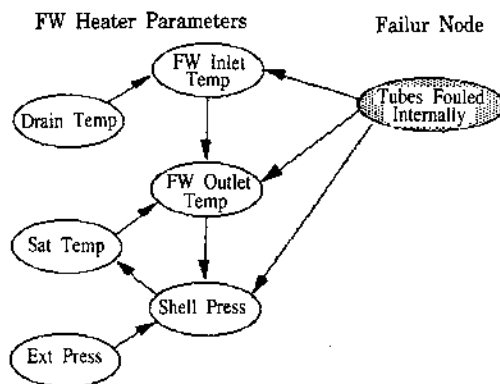 FW Heater Parameters
Failur Node
FW Inlet
Temp
Tubes Fouled
Internally
Drain Temp
FW Outlet
Temp
Sat Temp
Shell Press
Ext Press